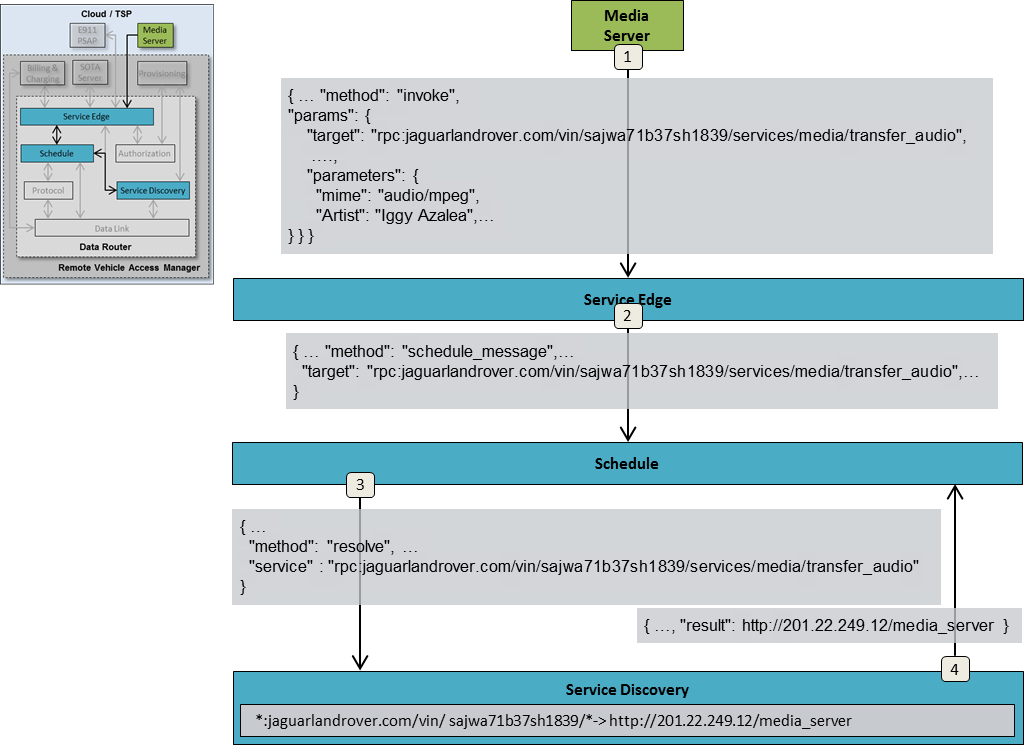 Cloud / TSP
E911
PSAP
Media
Server
Billing &
Charging
SOTA
Server
Provisioning
Service Edge
Schedule
Authorization
Protocol
Service Discovery
Data Link
Data Router
Remote Vehicle Access Manager
Media
Server
1
{ … "method": "invoke",
"params": {
"target": "rpc:jaguarlandrover.com/vin/sajwa71b37sh1839/services/media/transfer_audio",
….,
"parameters": {
"mime": "audio/mpeg",
"Artist": "Iggy Azalea",…
} } }
Service Edge
2
{ … "method": "schedule_message",…
"target": "rpc:jaguarlandrover.com/vin/sajwa71b37sh1839/services/media/transfer_audio",…
}
Schedule
3
{ …
"method": "resolve", …
"service" : "rpc:jaguarlandrover.com/vin/sajwa71b37sh1839/services/media/transfer_audio"
}
{ …, "result": http://201.22.249.12/media_server }
4
Service Discovery
*:jaguarlandrover.com/vin/ sajwa71b37sh1839/*-> http://201.22.249.12/media_server